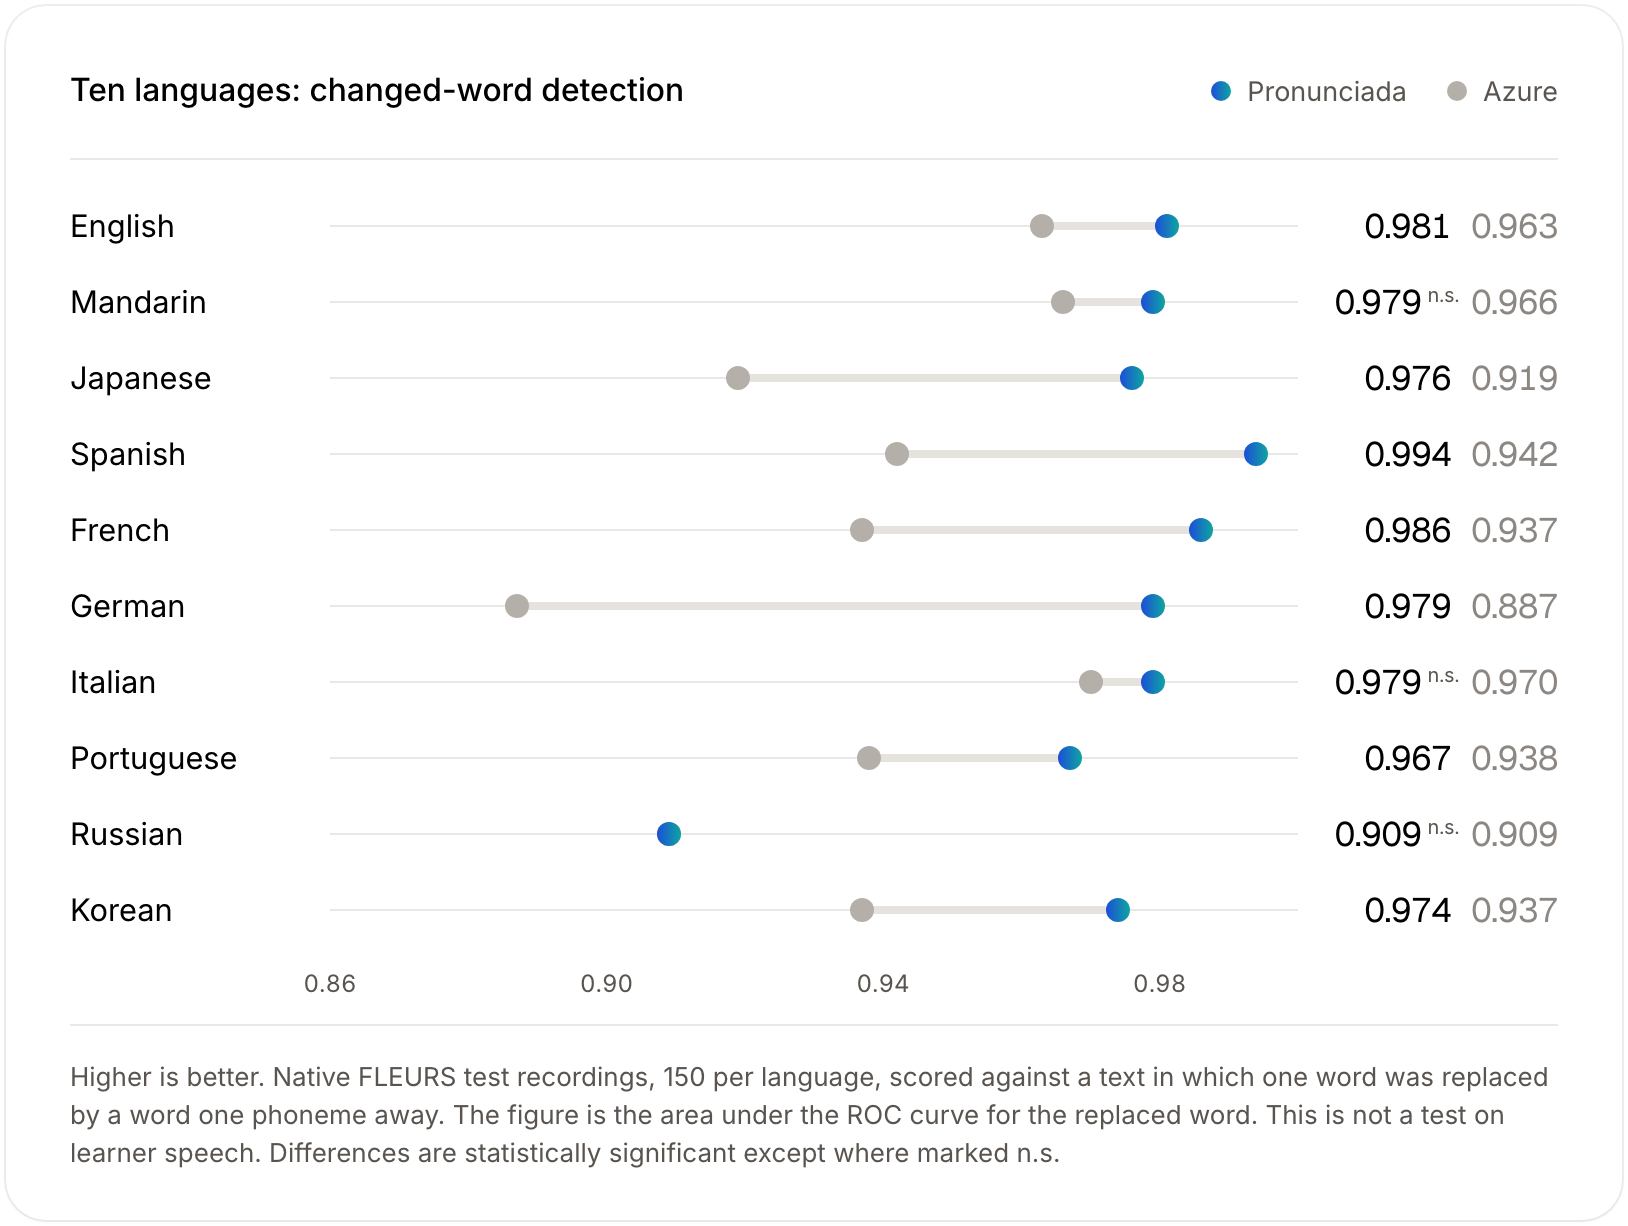 Ten languages: changed-word detection
Pronunciada Azure
English 0.981 0.963
Mandarin 0.979 n.s. 0.966
Japanese 0.976 0.919
Spanish 0.994 0.942
French 0.986 0.937
German 0.979 0.887
Italian 0.979 n.s. 0.970
Portuguese 0.967 0.938
Russian 0.909 n.s. 0.909
Korean 0.974 0.937
0.86 0.90 0.94 0.98
Higher is better. Native FLEURS test recordings, 150 per language, scored against a text in which one word was replaced
by a word one phoneme away. The figure is the area under the ROC curve for the replaced word. This is not a test on
learner speech. Differences are statistically significant except where marked n.s.